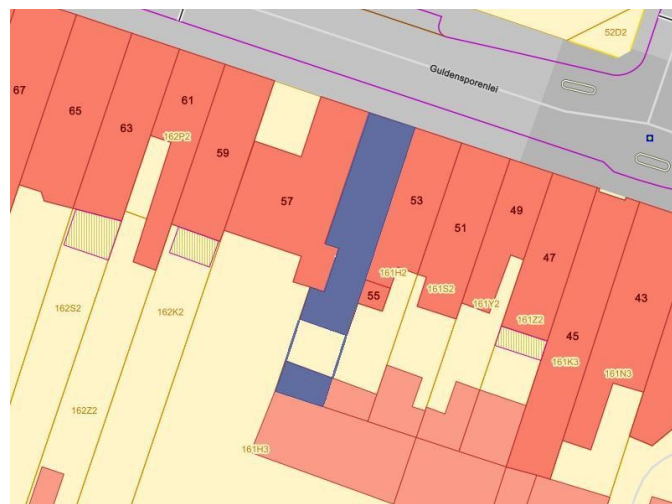 52D2
Guldensporenlei
67
65
63
61
162P2
59
57
53
51
49
47
45
43
55
161H2
161S2
161Y2
161Z2
161K3
161N3
162S2
162K2
162Z2
161H3